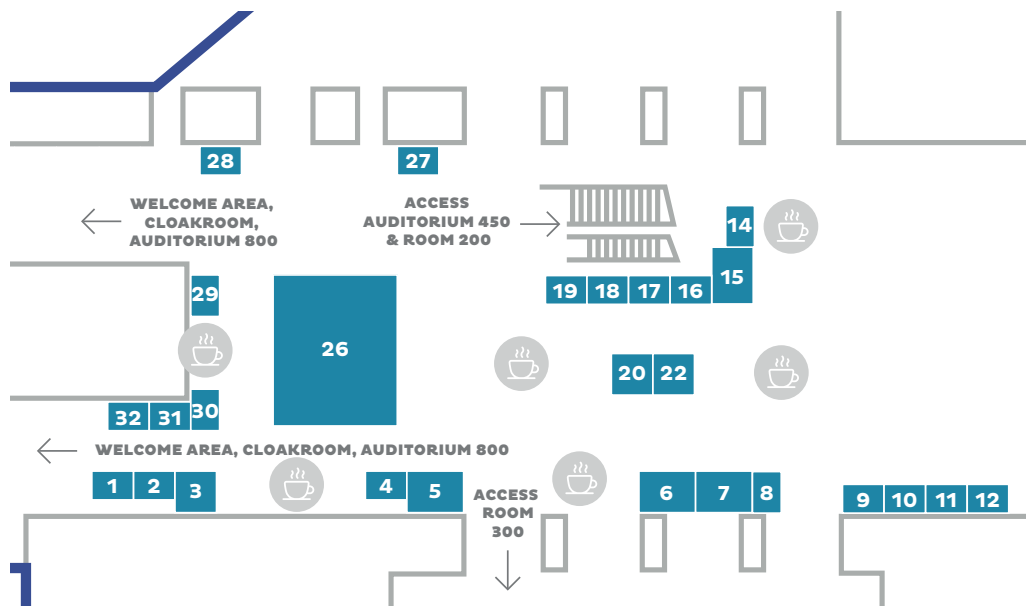 28
27
WELCOME AREA,
CLOAKROOM,
AUDITORIUM 800
ACCESS
AUDITORIUM 450
& ROOM 200
14
15
29
19 18 17 16
26
20 22
32 31 30
WELCOME AREA, CLOAKROOM, AUDITORIUM 800
1 2 3
4 5
ACCESS
ROOM
300
6 7 8
9 10 11 12